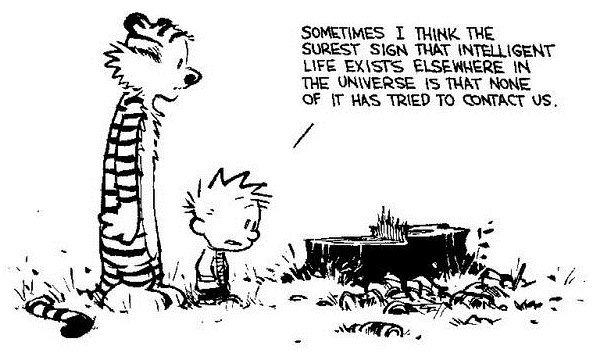 SOMETIMES I THINK THE
SUREST SIGN THAT INTELLIGENT
LIFE EXISTS ELSEWHERE IN
THE UNIVERSE IS THAT NONE
OF IT HAS TRIED TO CONTACT US.